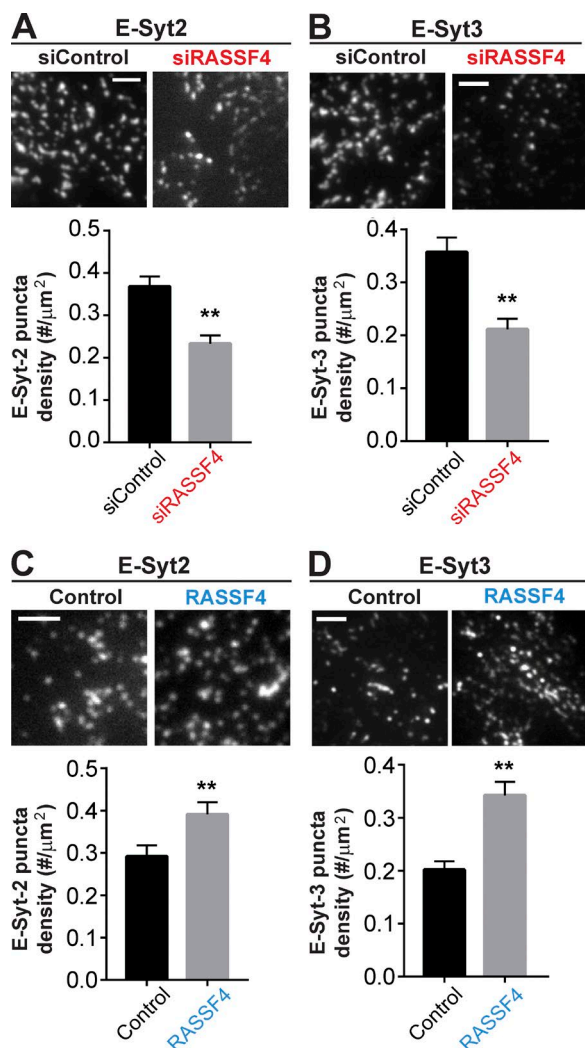 A
E-Syt2
siControl
siRASSF4
E-Syt-2 puncta
density (#/μm²)
0.5
0.4
0.3
0.2
0.1
0.0
**
siControl
siRASSF4
B
E-Syt3
siControl
siRASSF4
E-Syt-3 puncta
density (#/μm²)
0.4
0.3
0.2
0.1
0.0
**
siControl
siRASSF4
C
E-Syt2
Control
RASSF4
E-Syt-2 puncta
density (#/μm²)
0.5
0.4
0.3
0.2
0.1
0.0
**
Control
RASSF4
D
E-Syt3
Control
RASSF4
E-Syt-3 puncta
density (#/μm²)
0.4
0.3
0.2
0.1
0.0
**
Control
RASSF4